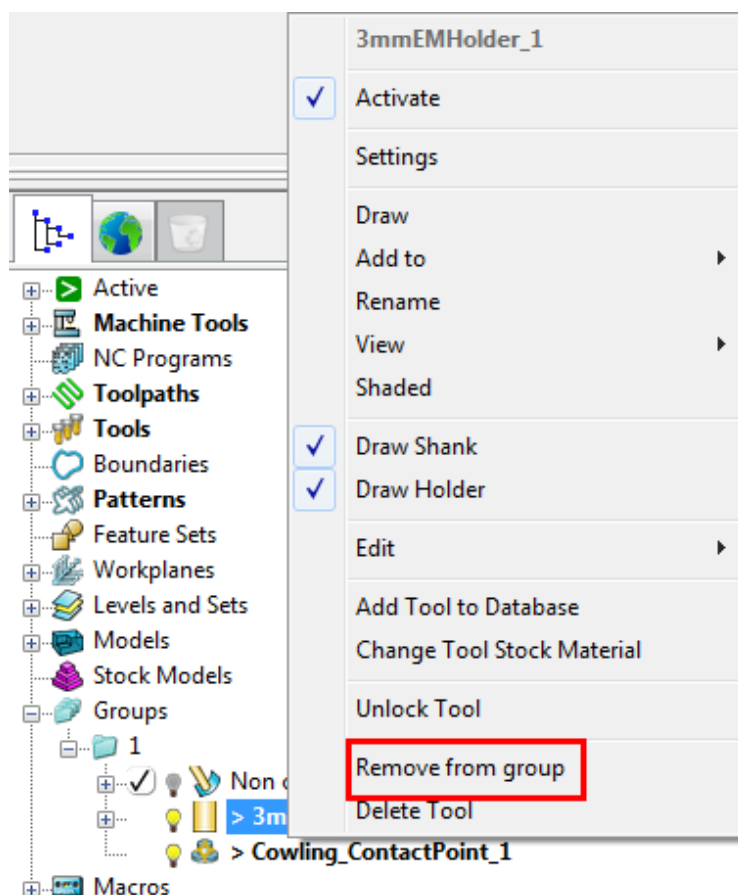 3mmEMHolder_1
Activate
Settings
Draw
Add to
Rename
View
Shaded
Draw Shank
Draw Holder
Edit
Add Tool to Database
Change Tool Stock Material
Unlock Tool
Remove from group
Delete Tool
Active
Machine Tools
NC Programs
Toolpaths
Tools
Boundaries
Patterns
Feature Sets
Workplanes
Levels and Sets
Models
Stock Models
Groups
1
Non
> 3m
> Cowling_ContactPoint_1
Macros